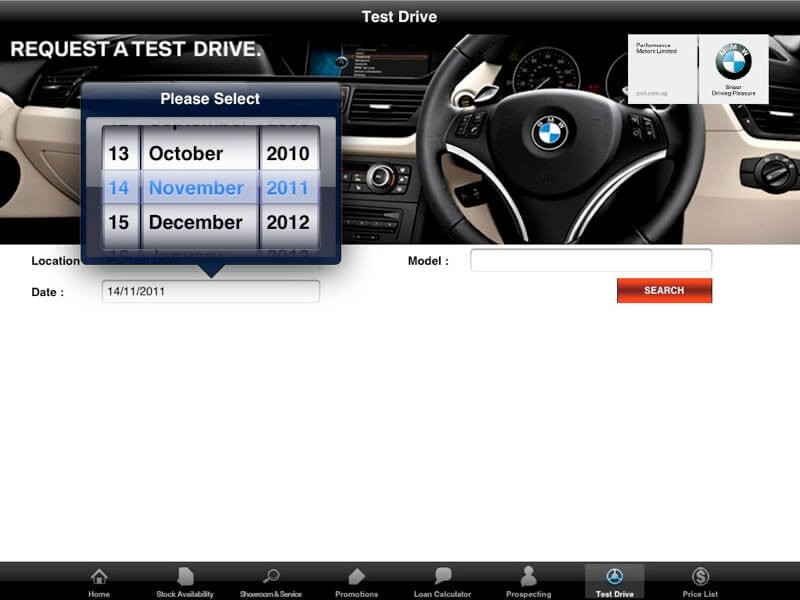 Test Drive
REQUEST A TEST DRIVE.
Performance
Motors Limited
pml.com.sg
BMW
Sheer
Driving Pleasure
BMW
Please Select
13 October 2010
14 November 2011
15 December 2012
Location
Model :
Date :
14/11/2011
SEARCH
Home
Stock Availability
Showroom & Service
Promotions
Loan Calculator
Prospecting
Test Drive
Price List